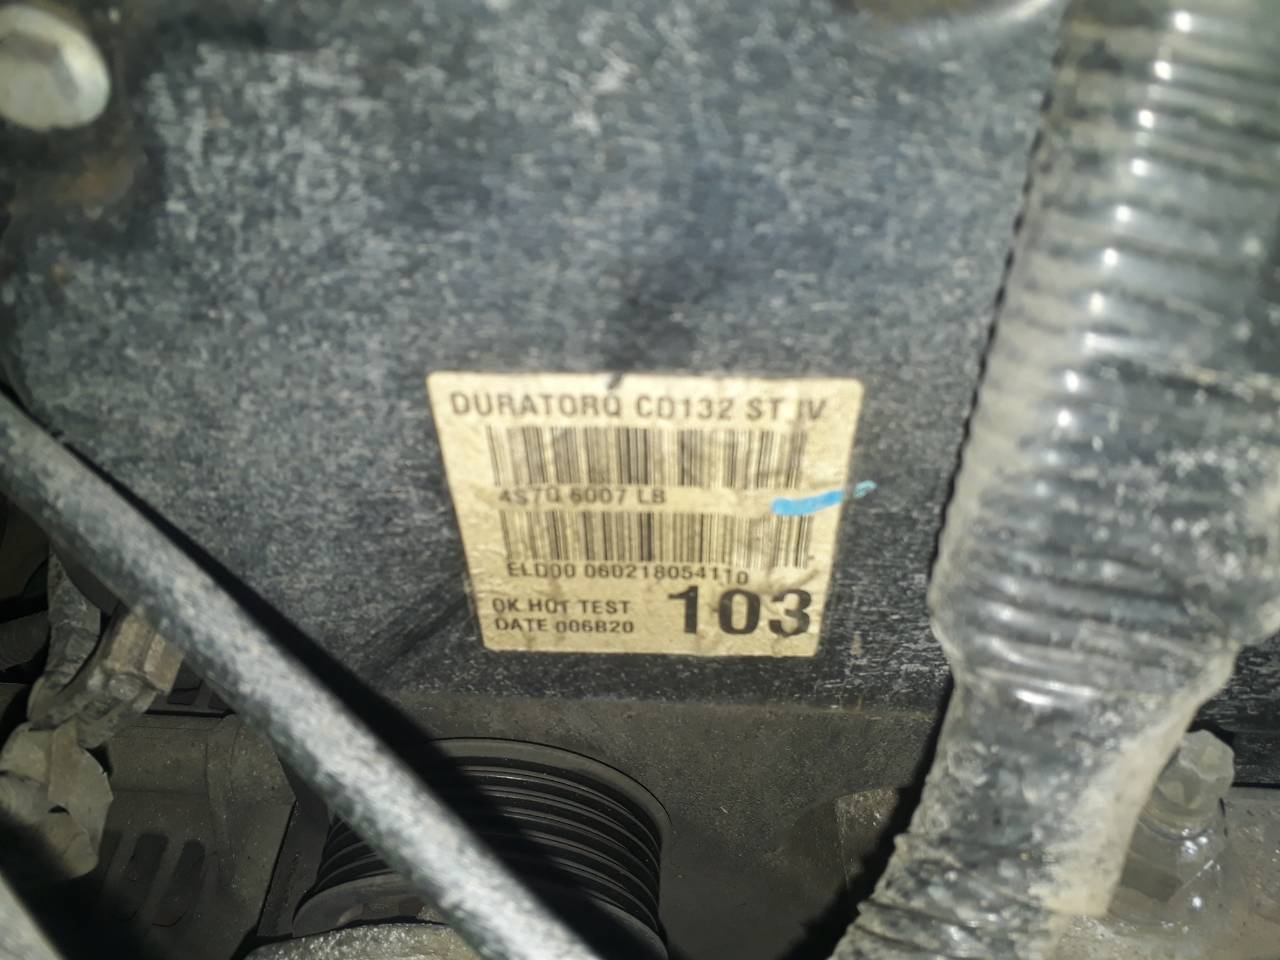 DURATORQ CD132 ST IV
4S7Q 6007 LB
ELD00 060218054110
OK HOT TEST
DATE 006B20
103